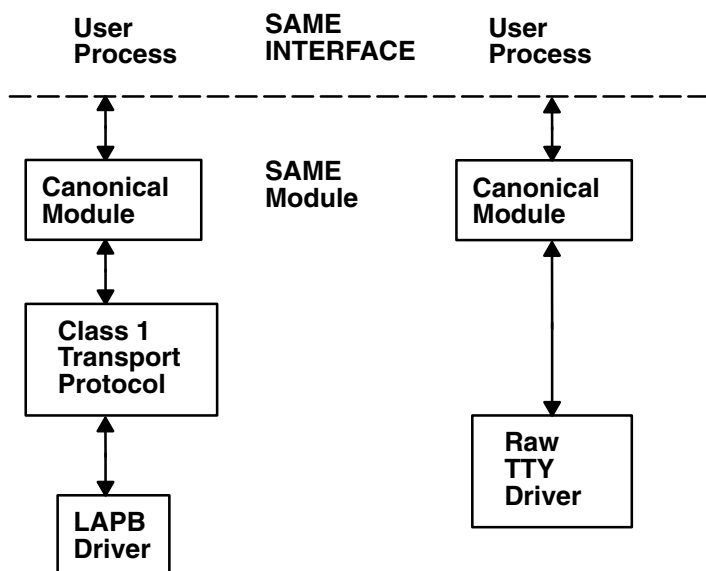 User
Process
SAME
INTERFACE
User
Process
Canonical
Module
SAME
Module
Canonical
Module
Class 1
Transport
Protocol
Raw
TTY
Driver
LAPB
Driver